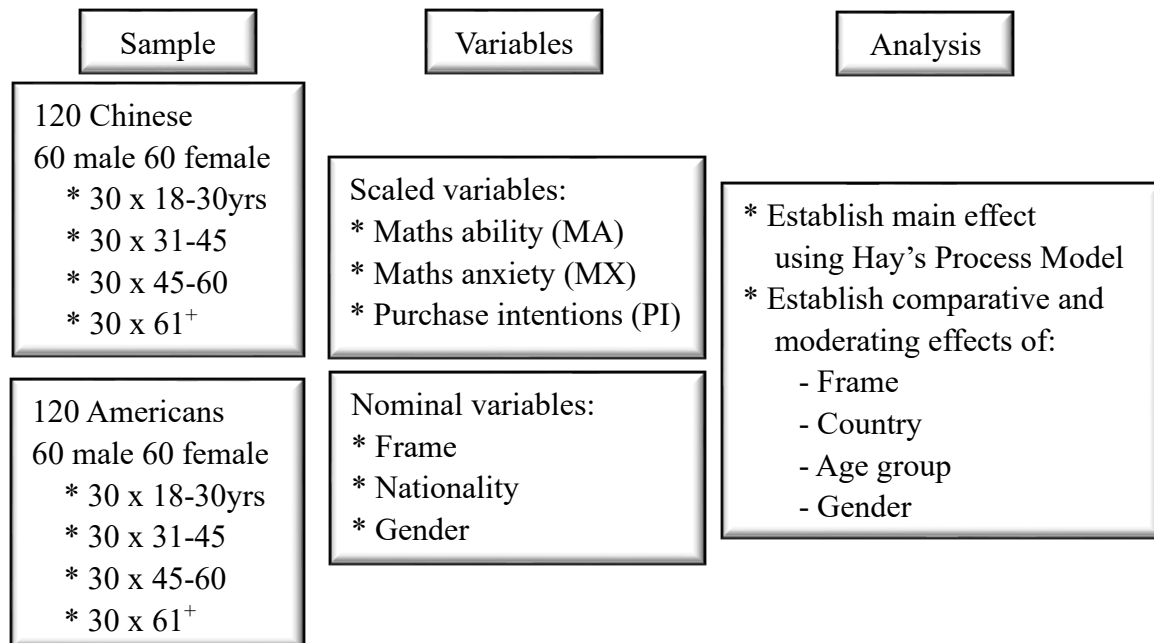 Sample
120 Chinese
60 male 60 female
* 30 x 18-30yrs
* 30 x 31-45
* 30 x 45-60
* 30 x 61⁺
120 Americans
60 male 60 female
* 30 x 18-30yrs
* 30 x 31-45
* 30 x 45-60
* 30 x 61⁺
Variables
Scaled variables:
* Maths ability (MA)
* Maths anxiety (MX)
* Purchase intentions (PI)
Nominal variables:
* Frame
* Nationality
* Gender
Analysis
* Establish main effect
using Hay’s Process Model
* Establish comparative and
moderating effects of:
- Frame
- Country
- Age group
- Gender